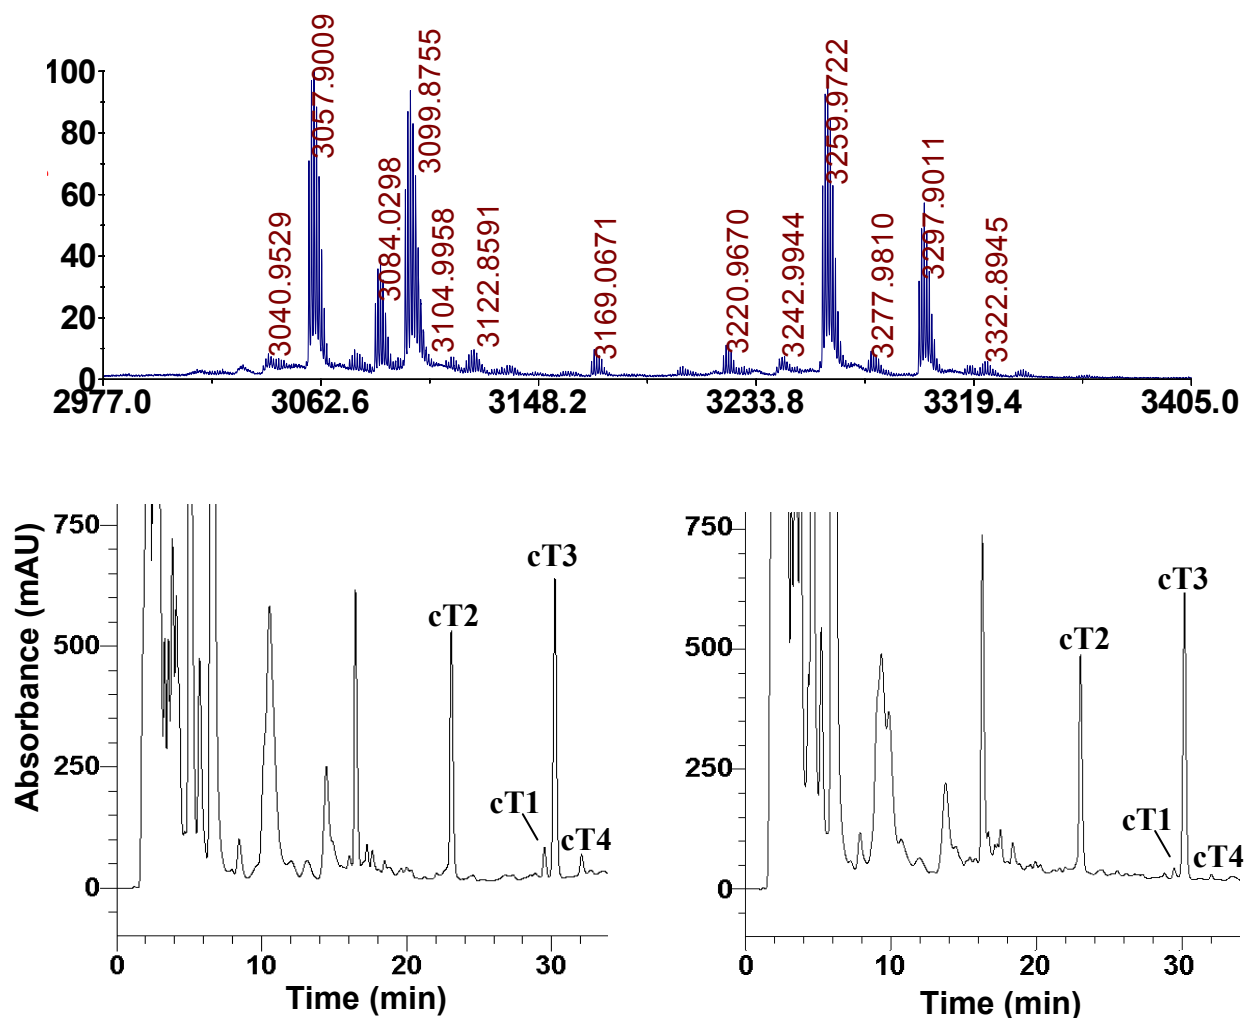 3057.9009
3099.8755
3259.9722
3040.9529
3084.0298
3104.9958
3122.8591
3169.0671
3220.9670
3242.9944
3277.9810
3297.9011
3322.8945
100
80
60
40
20
0
2977.0 3062.6 3148.2 3233.8 3319.4 3405.0
Absorbance (mAU)
750
500
250
0
cT3
cT2
cT1
cT4
0 10 20 30
Time (min)
750
500
250
0
cT3
cT2
cT1
cT4
0 10 20 30
Time (min)